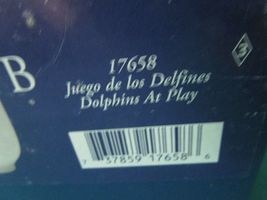 B
17658
Juego de los Delfines
Dolphins At Play
3
7 37859 17658 6